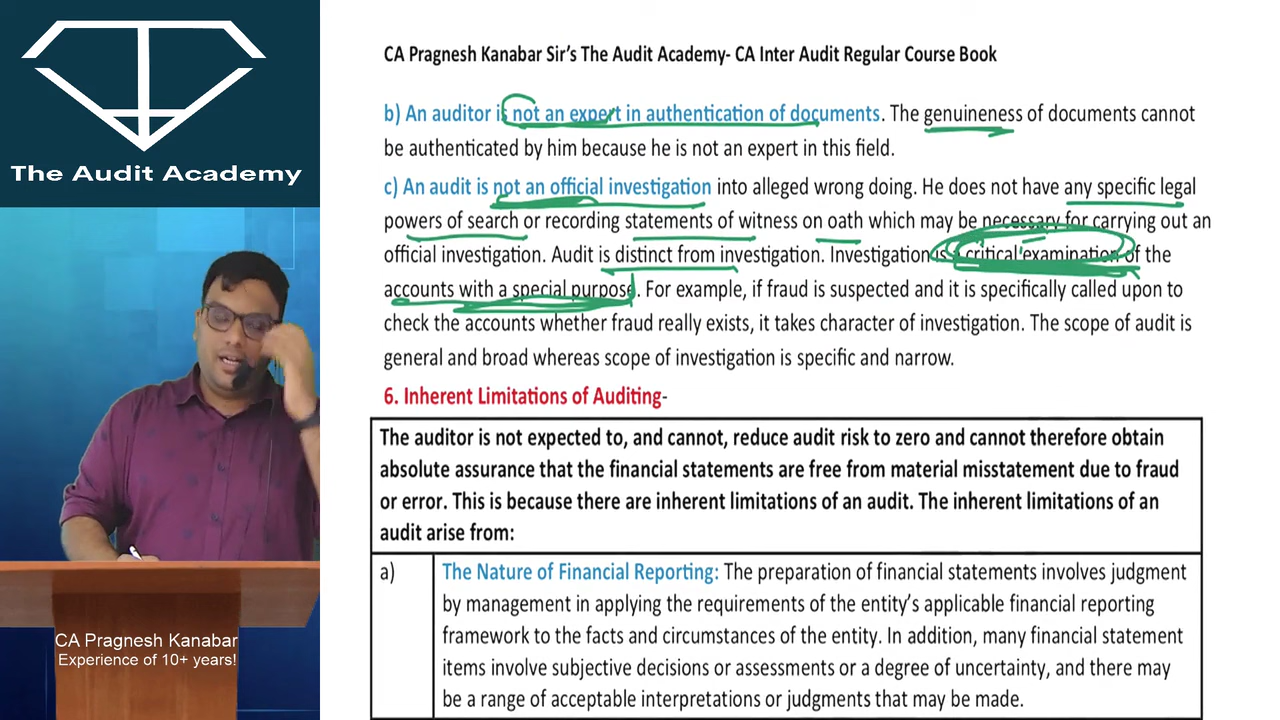 The Audit Academy
CA Pragnesh Kanabar
Experience of 10+ years!
CA Pragnesh Kanabar Sir’s The Audit Academy- CA Inter Audit Regular Course Book
b) An auditor is not an expert in authentication of documents. The genuineness of documents cannot
be authenticated by him because he is not an expert in this field.
c) An audit is not an official investigation into alleged wrong doing. He does not have any specific legal
powers of search or recording statements of witness on oath which may be necessary for carrying out an
official investigation. Audit is distinct from investigation. Investigation is a critical examination of the
accounts with a special purpose. For example, if fraud is suspected and it is specifically called upon to
check the accounts whether fraud really exists, it takes character of investigation. The scope of audit is
general and broad whereas scope of investigation is specific and narrow.
6. Inherent Limitations of Auditing-
The auditor is not expected to, and cannot, reduce audit risk to zero and cannot therefore obtain
absolute assurance that the financial statements are free from material misstatement due to fraud
or error. This is because there are inherent limitations of an audit. The inherent limitations of an
audit arise from:
a) The Nature of Financial Reporting: The preparation of financial statements involves judgment
by management in applying the requirements of the entity’s applicable financial reporting
framework to the facts and circumstances of the entity. In addition, many financial statement
items involve subjective decisions or assessments or a degree of uncertainty, and there may
be a range of acceptable interpretations or judgments that may be made.